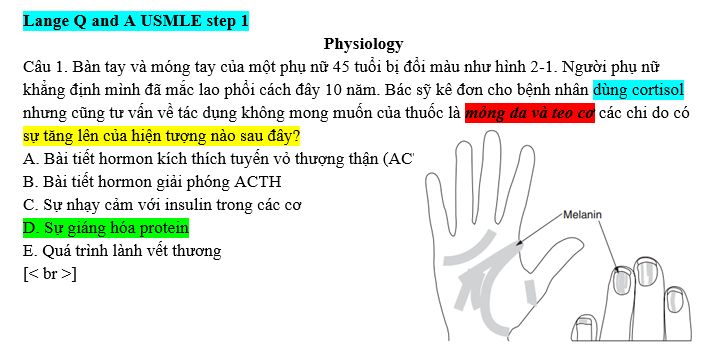 Lange Q and A USMLE step 1
Physiology
Câu 1. Bàn tay và móng tay của một phụ nữ 45 tuổi bị đổi màu như hình 2-1. Người phụ nữ
khẳng định mình đã mắc lao phổi cách đây 10 năm. Bác sỹ kê đơn cho bệnh nhân dùng cortisol
nhưng cũng tư vấn về tác dụng không mong muốn của thuốc là mỏng da và teo cơ các chi do có
sự tăng lên của hiện tượng nào sau đây?
A. Bài tiết hormon kích thích tuyến vỏ thượng thận (AC
B. Bài tiết hormon giải phóng ACTH
C. Sự nhạy cảm với insulin trong các cơ
D. Sự giáng hóa protein
E. Quá trình lành vết thương
[< br >]
Melanin